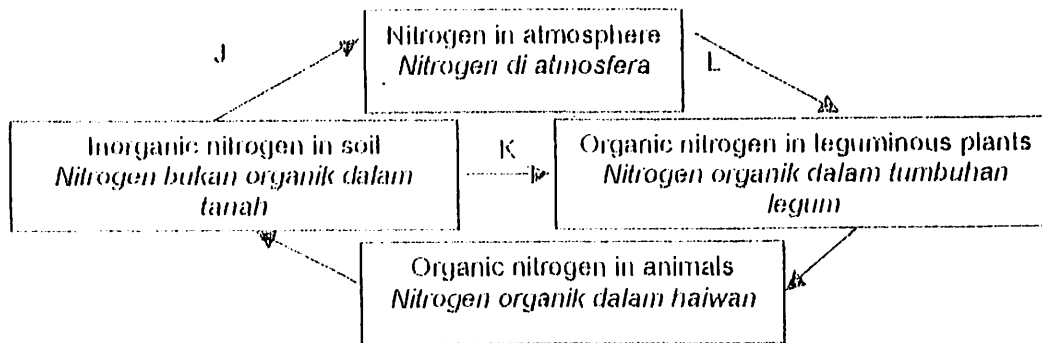 Nitrogen in atmosphere
Nitrogen di atmosfera
J
L
Inorganic nitrogen in soil
Nitrogen bukan organik dalam
tanah
K
Organic nitrogen in leguminous plants
Nitrogen organik dalam tumbuhan
legum
Organic nitrogen in animals
Nitrogen organik dalam haiwan